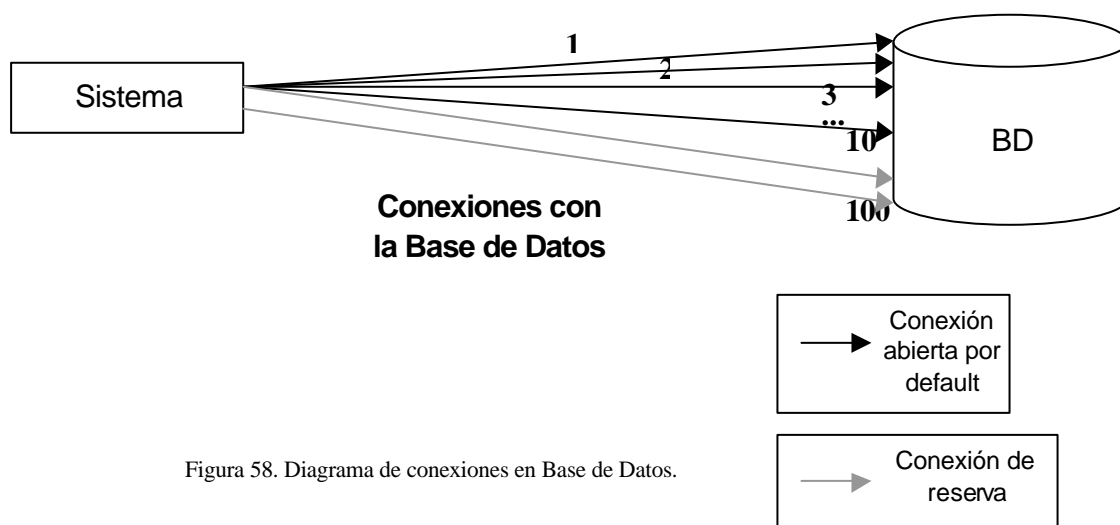 1
2
Sistema
3
...
10
BD
100
Conexiones con
la Base de Datos
Conexión
abierta por
default
Figura 58. Diagrama de conexiones en Base de Datos.
Conexión de
reserva